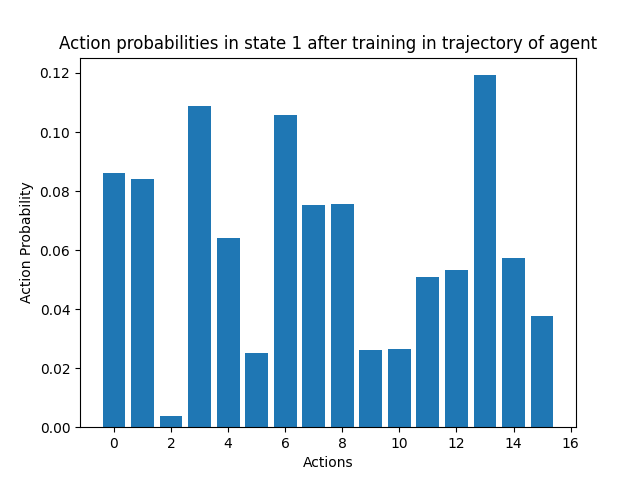 Action probabilities in state 1 after training in trajectory of agent
0.12
0.10
0.08
0.06
0.04
0.02
0.00
Action Probability
0 2 4 6 8 10 12 14 16
Actions